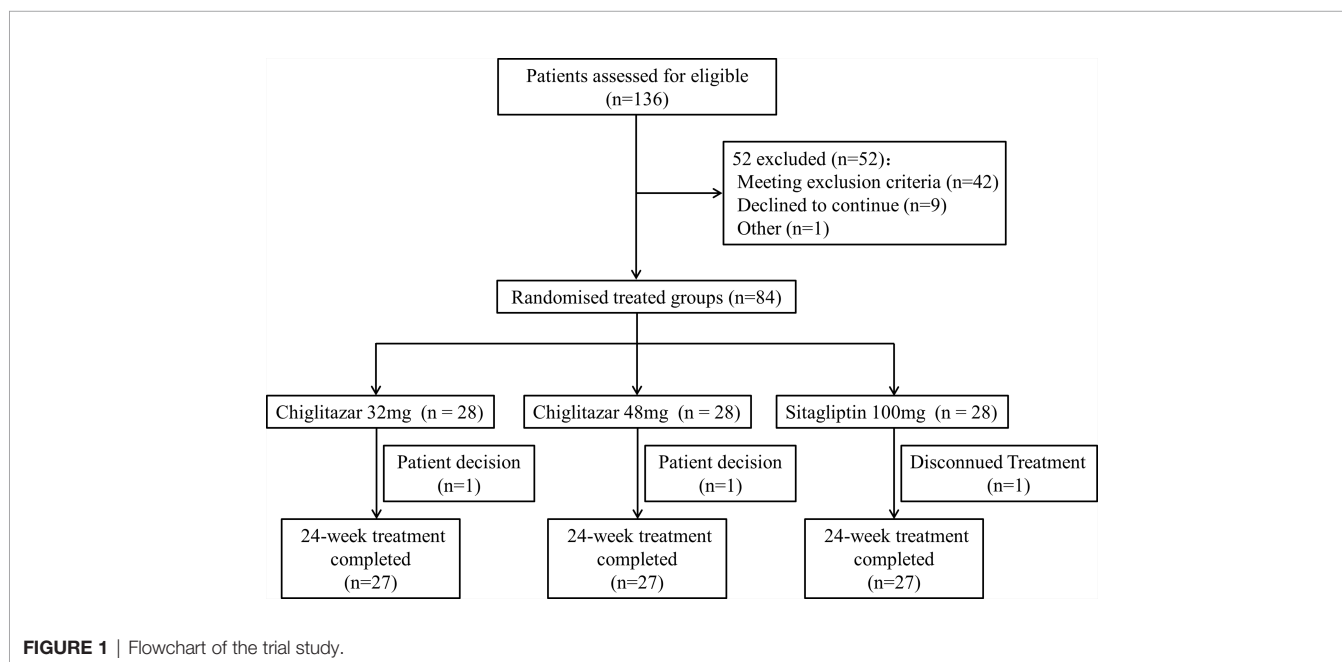 Patients assessed for eligible
(n=136)
52 excluded (n=52)：
Meeting exclusion criteria (n=42)
Declined to continue (n=9)
Other (n=1)
Randomised treated groups (n=84)
Chiglitazar 32mg (n = 28)
Chiglitazar 48mg (n = 28)
Sitagliptin 100mg (n = 28)
Patient decision
(n=1)
Patient decision
(n=1)
Disconnued Treatment
(n=1)
24-week treatment
completed
(n=27)
24-week treatment
completed
(n=27)
24-week treatment
completed
(n=27)
FIGURE 1 | Flowchart of the trial study.